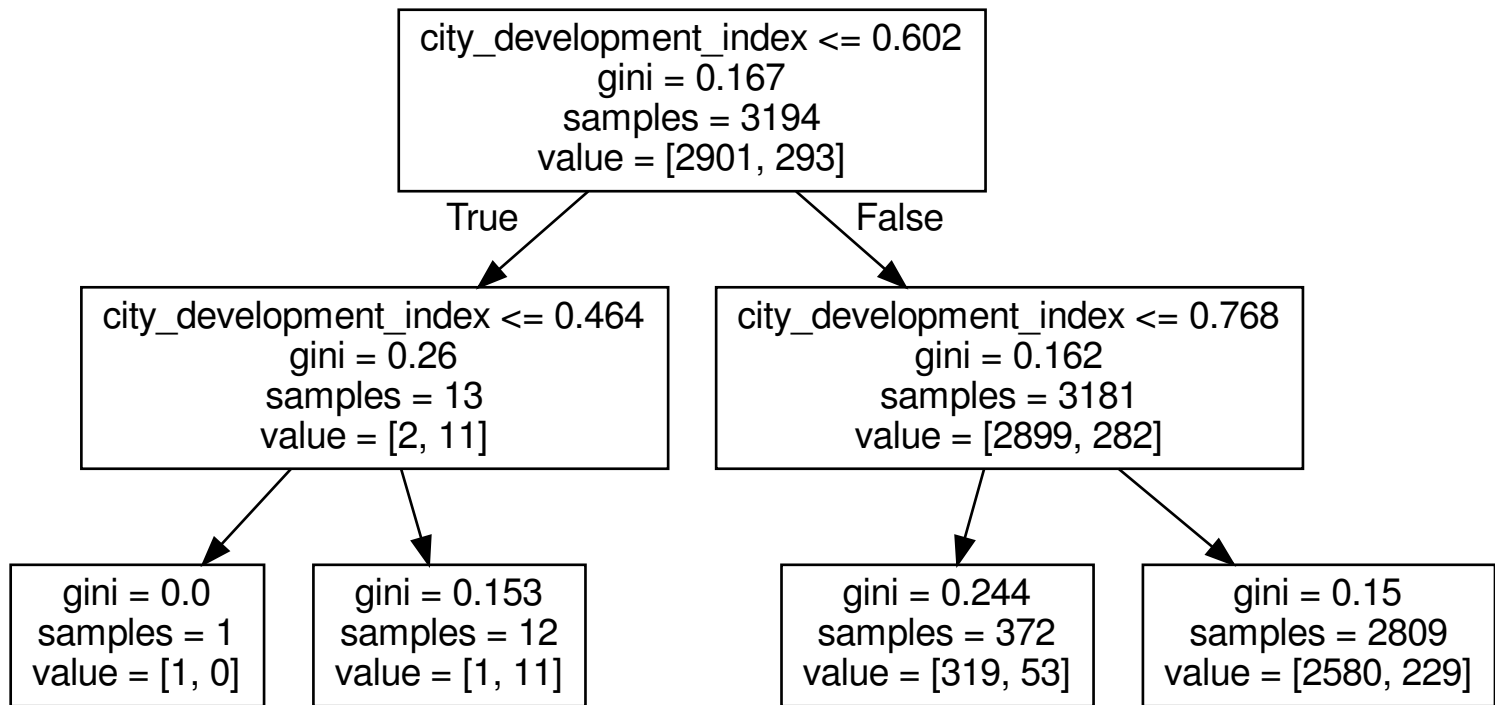 city_development_index <= 0.602
gini = 0.167
samples = 3194
value = [2901, 293]
True
False
city_development_index <= 0.464
gini = 0.26
samples = 13
value = [2, 11]
city_development_index <= 0.768
gini = 0.162
samples = 3181
value = [2899, 282]
gini = 0.0
samples = 1
value = [1, 0]
gini = 0.153
samples = 12
value = [1, 11]
gini = 0.244
samples = 372
value = [319, 53]
gini = 0.15
samples = 2809
value = [2580, 229]